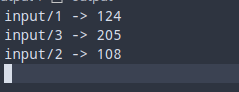 input/1 -> 124
input/3 -> 205
input/2 -> 108